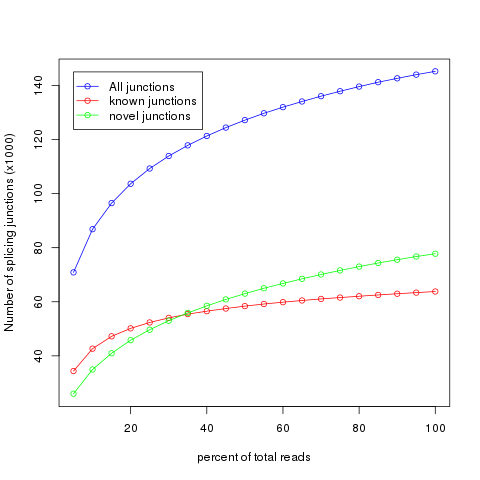 All junctions
known junctions
novel junctions
Number of splicing junctions (x1000)
140
120
100
80
60
40
20 40 60 80 100
percent of total reads